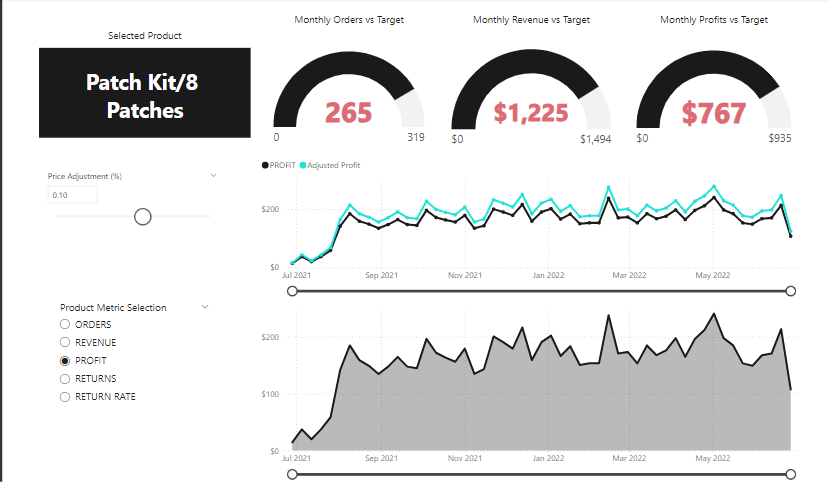 Selected Product
Patch Kit/8
Patches
Monthly Orders vs Target
265
0
319
Monthly Revenue vs Target
$1,225
$0
$1,494
Monthly Profits vs Target
$767
$0
$935
Price Adjustment (%)
0.10
PROFIT Adjusted Profit
$200
$0
Jul 2021 Sep 2021 Nov 2021 Jan 2022 Mar 2022 May 2022
Product Metric Selection
ORDERS
REVENUE
PROFIT
RETURNS
RETURN RATE
$200
$100
$0
Jul 2021 Sep 2021 Nov 2021 Jan 2022 Mar 2022 May 2022